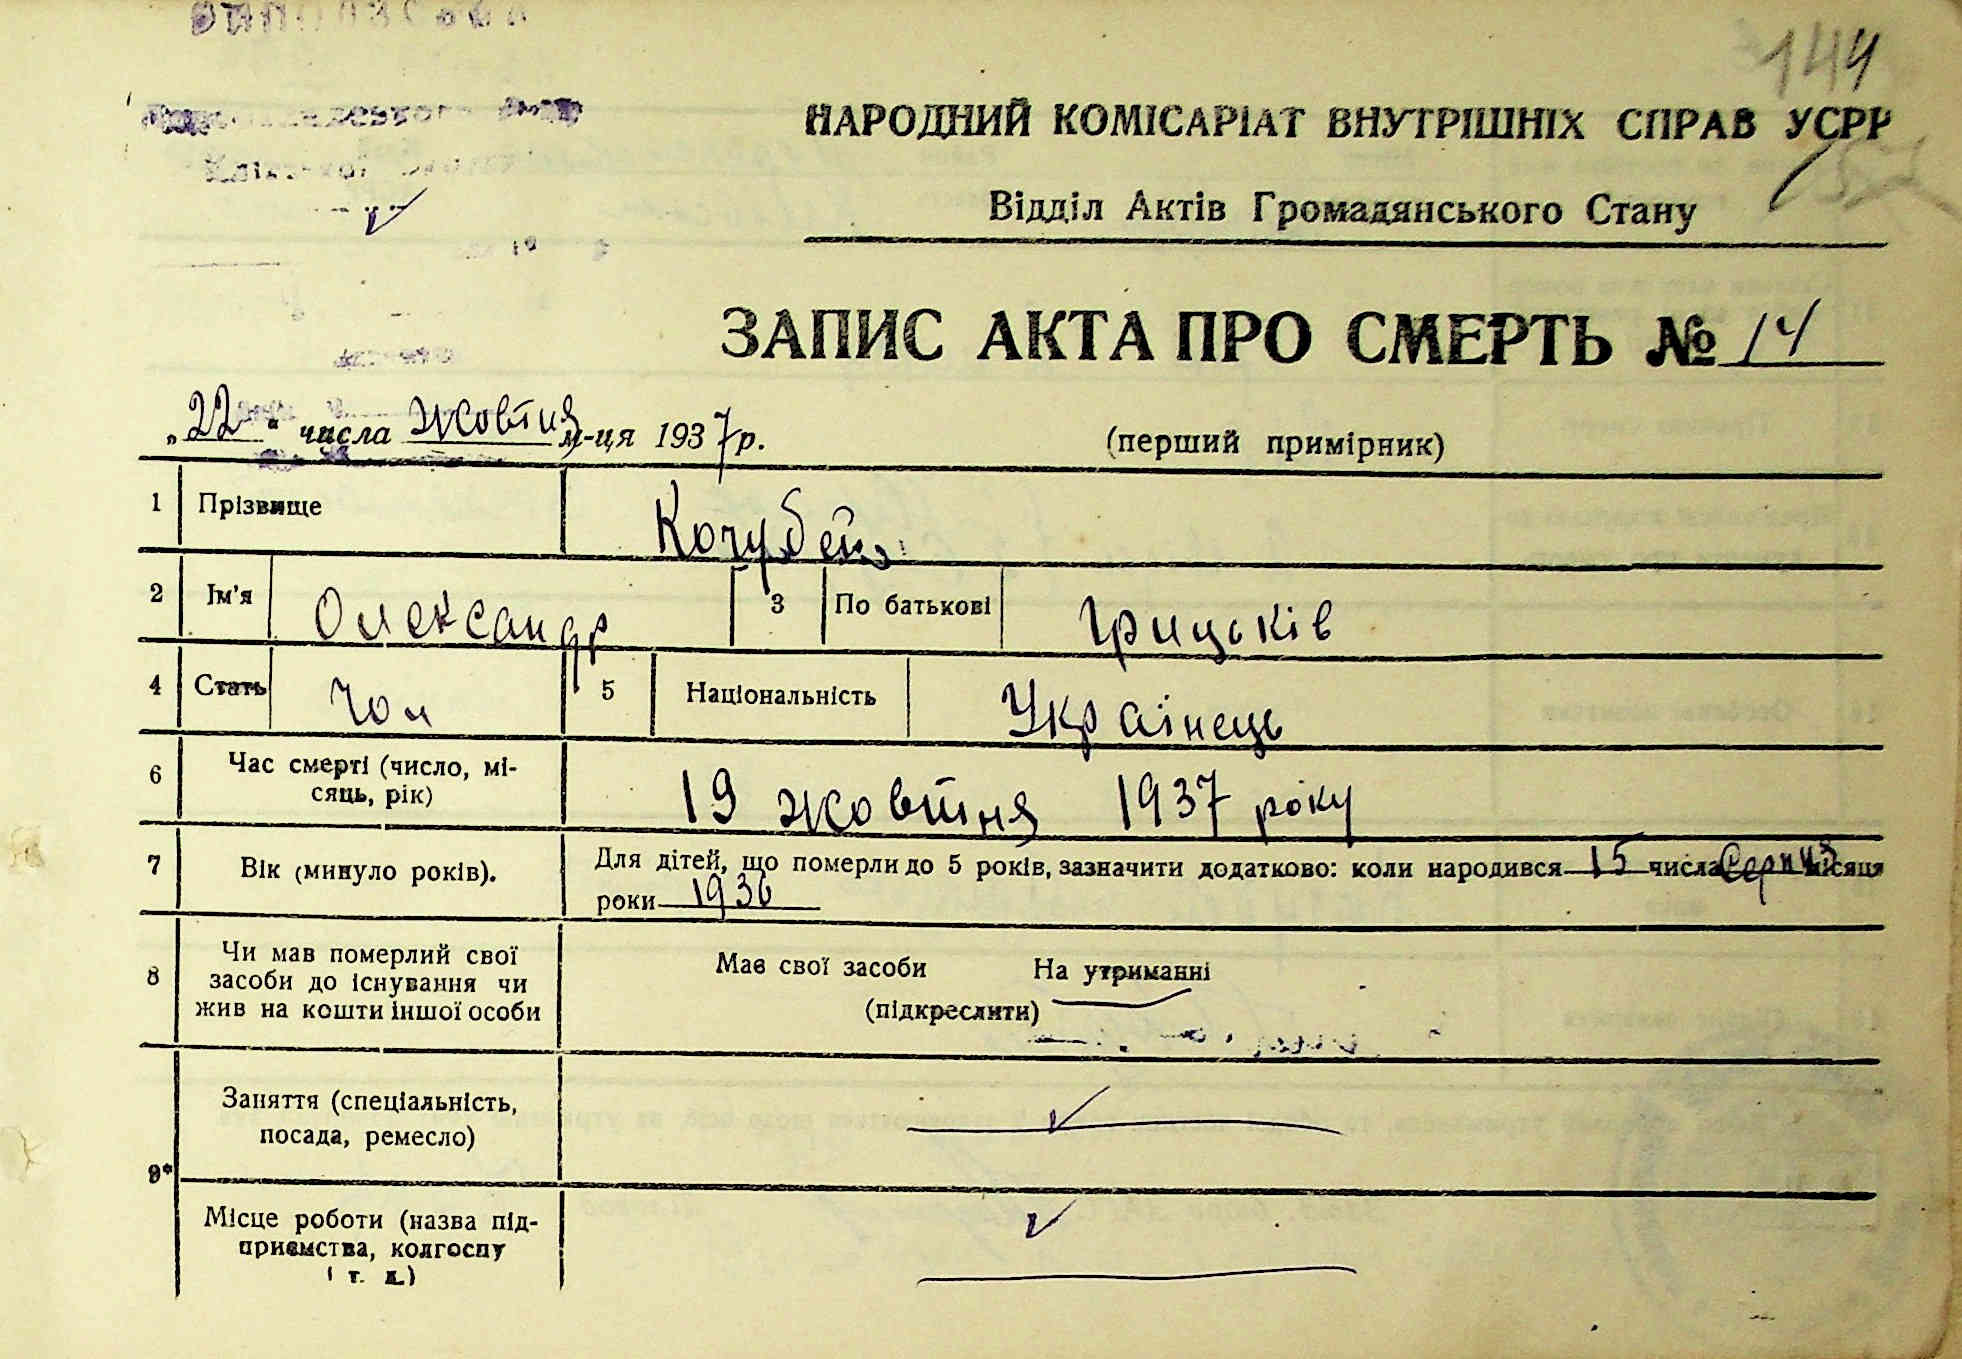 144
НАРОДНИЙ КОМІСАРІАТ ВНУТРІШНІХ СПРАВ УСРР
Відділ Актів Громадянського Стану
ЗАПИС АКТА ПРО СМЕРТЬ № 14
„22“ числа жовтня м-ця 1937 р.
(перший примірник)
1 Прізвище Кочубей
2 Ім'я Олександр 3 По батькові Грицьків
4 Стать Чол 5 Національність Українець
6 Час смерті (число, мі-
сяць, рік) 19 жовтня 1937 року
7 Вік (минуло років). Для дітей, що померли до 5 років, зазначити додатково: коли народився 15 числа Серпня місяця
роки 1936
8 Чи мав померлий свої
засоби до існування чи
жив на кошти іншої особи
Має свої засоби На утриманні
(підкреслити)
9* Заняття (спеціальність,
посада, ремесло)
Місце роботи (назва під-
приємства, колгоспу
і т. д.)